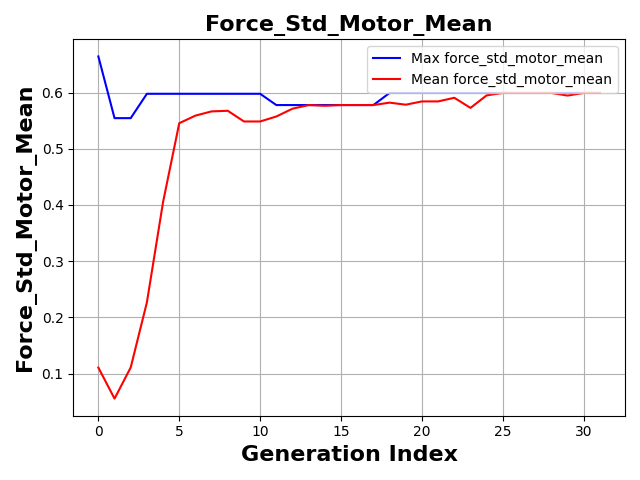 Force_Std_Motor_Mean
Max force_std_motor_mean
Mean force_std_motor_mean
Force_Std_Motor_Mean
0.6
0.5
0.4
0.3
0.2
0.1
0 5 10 15 20 25 30
Generation Index